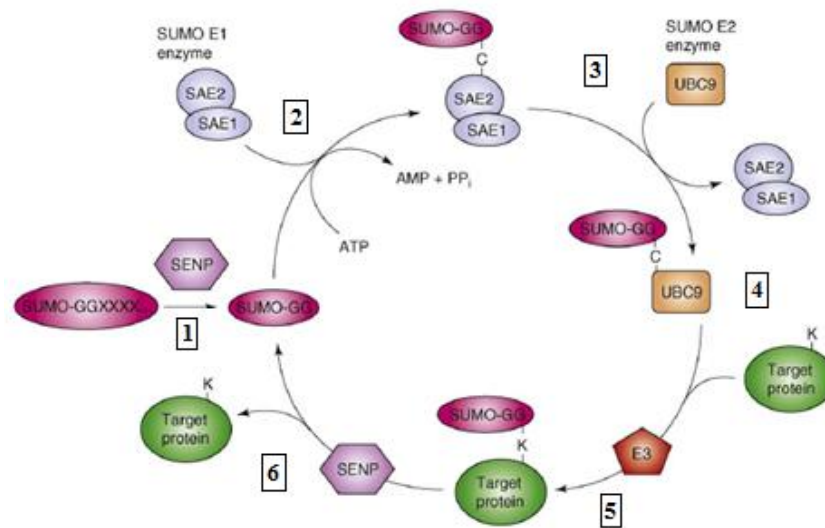 SUMO E1
enzyme
SAE2
SAE1
2
SUMO-GG
C
SAE2
SAE1
3
SUMO E2
enzyme
UBC9
AMP + PPi
ATP
SAE2
SAE1
SUMO-GG
C
UBC9
4
SENP
SUMO-GGXXXX...
1
SUMO-GG
K
Target
protein
K
Target
protein
6
SENP
SUMO-GG
K
Target
protein
E3
5